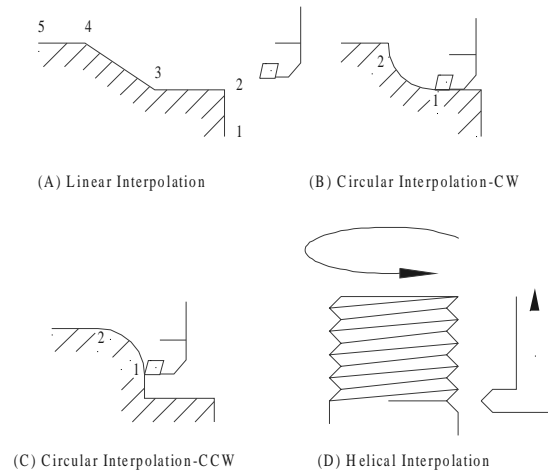 5 4
3
2
1
(A) Linear Interpolation
2
1
(B) Circular Interpolation-CW
2
1
(C) Circular Interpolation-CCW
(D) Helical Interpolation